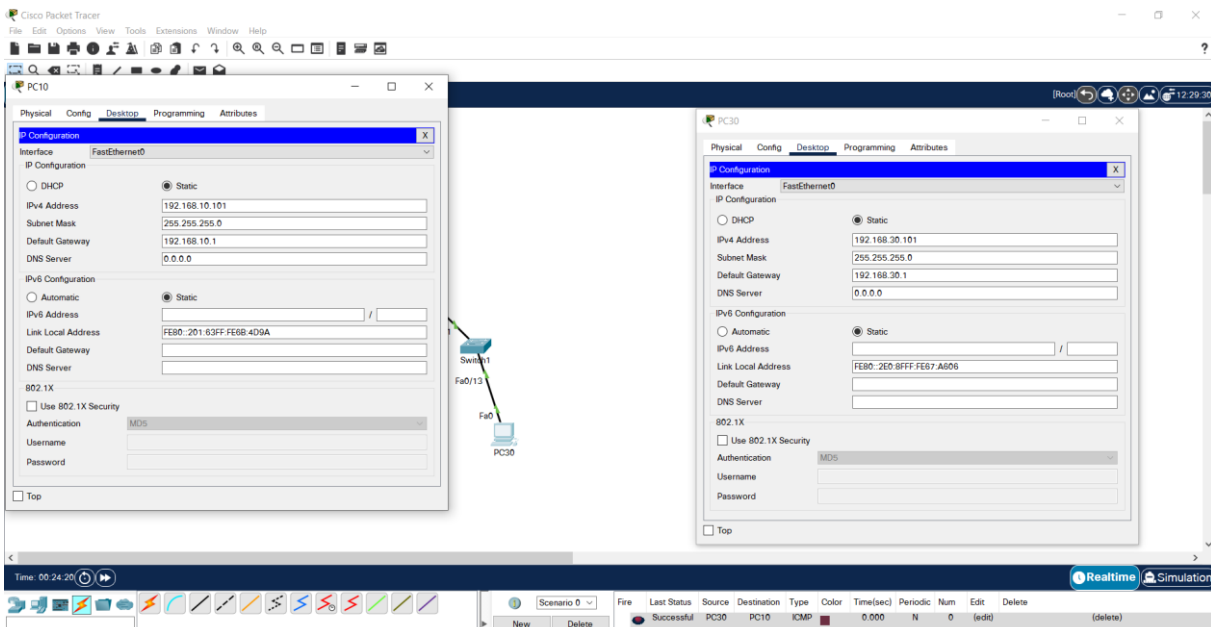 Cisco Packet Tracer
File Edit Options View Tools Extensions Window Help
?
[Root] 12:29:30
PC10
Physical Config Desktop Programming Attributes
IP Configuration X
Interface FastEthernet0
IP Configuration
DHCP Static
IPv4 Address 192.168.10.101
Subnet Mask 255.255.255.0
Default Gateway 192.168.10.1
DNS Server 0.0.0.0
IPv6 Configuration
Automatic Static
IPv6 Address /
Link Local Address FE80::201:63FF:FE6B:4D9A
Default Gateway
DNS Server
802.1X
Use 802.1X Security
Authentication MD5
Username
Password
Top
Switch1
Fa0/13
Fa0
PC30
PC30
Physical Config Desktop Programming Attributes
IP Configuration X
Interface FastEthernet0
IP Configuration
DHCP Static
IPv4 Address 192.168.30.101
Subnet Mask 255.255.255.0
Default Gateway 192.168.30.1
DNS Server 0.0.0.0
IPv6 Configuration
Automatic Static
IPv6 Address /
Link Local Address FE80::2E0:8FFF:FE67:A606
Default Gateway
DNS Server
802.1X
Use 802.1X Security
Authentication MD5
Username
Password
Top
Time: 00:24:20 Realtime Simulation
Scenario 0 Fire Last Status Source Destination Type Color Time(sec) Periodic Num Edit Delete
New Delete Successful PC30 PC10 ICMP 0.000 N 0 (edit) (delete)